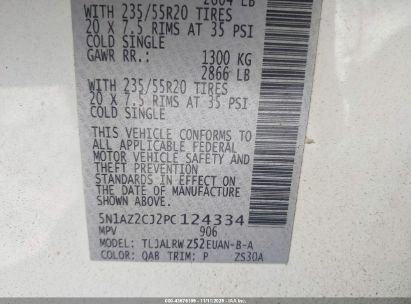 2604 LB
WITH 235/55R20 TIRES
20 X 7.5 RIMS AT 35 PSI
COLD SINGLE
GAWR RR.: 1300 KG
2866 LB
WITH 235/55R20 TIRES
20 X 7.5 RIMS AT 35 PSI
COLD SINGLE
THIS VEHICLE CONFORMS TO
ALL APPLICABLE FEDERAL
MOTOR VEHICLE SAFETY AND
THEFT PREVENTION
STANDARDS IN EFFECT ON
THE DATE OF MANUFACTURE
SHOWN ABOVE.
5N1AZ2CJ2PC124334
MPV 906
MODEL: TLJALRWZ52EUAN-B-A
COLOR: QAB TRIM: P ZS30A